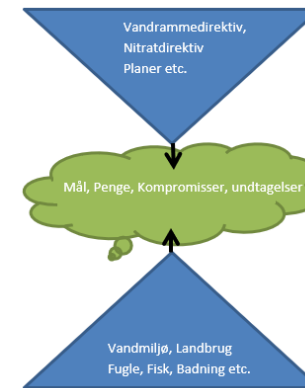 Vandrammedirektiv,
Nitratdirektiv
Planer etc.
Mål, Penge, Kompromisser, undtagelser
Vandmiljø, Landbrug
Fugle, Fisk, Badning etc.